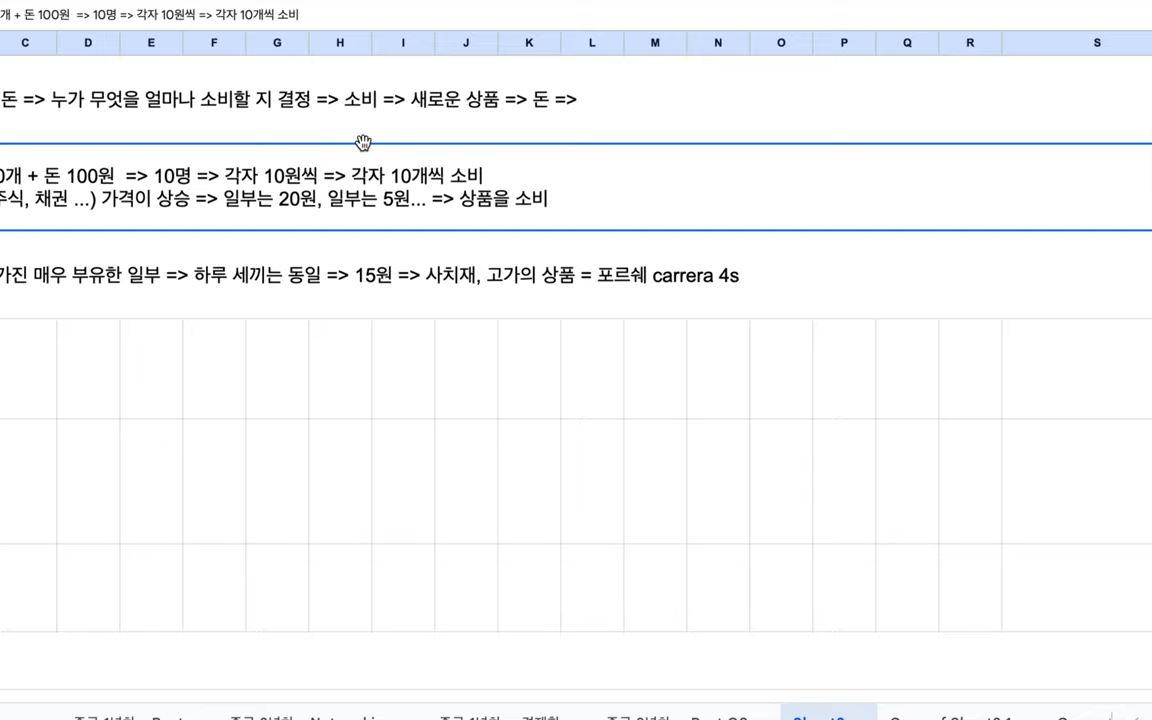 개 + 돈 100원 => 10명 => 각자 10원씩 => 각자 10개씩 소비
C D E F G H I J K L M N O P Q R S
돈 => 누가 무엇을 얼마나 소비할 지 결정 => 소비 => 새로운 상품 => 돈 =>
0개 + 돈 100원 => 10명 => 각자 10원씩 => 각자 10개씩 소비
주식, 채권 ...) 가격이 상승 => 일부는 20원, 일부는 5원... => 상품을 소비
가진 매우 부유한 일부 => 하루 세끼는 동일 => 15원 => 사치재, 고가의 상품 = 포르쉐 carrera 4s